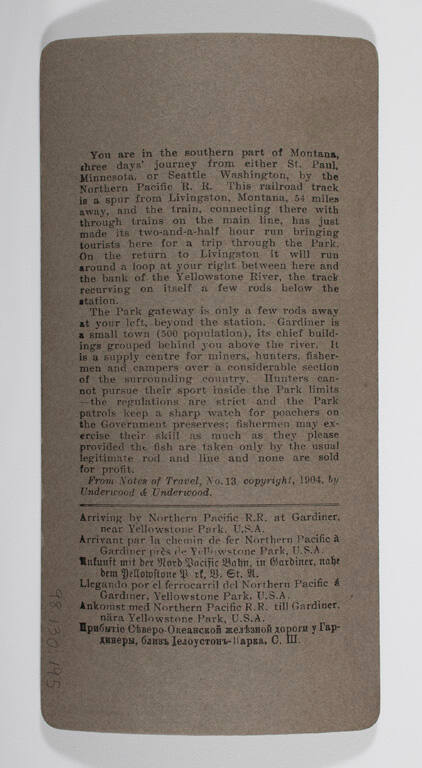 You are in the southern part of Montana,
three days' journey from either St. Paul,
Minnesota, or Seattle Washington, by the
Northern Pacific R. R. This railroad track
is a spur from Livingston, Montana, 54 miles
away, and the train, connecting there with
through trains on the main line, has just
made its two-and-a-half hour run bringing
tourists here for a trip through the Park.
On the return to Livingston it will run
around a loop at your right between here and
the bank of the Yellowstone River, the track
recurving on itself a few rods below the
station.
The Park gateway is only a few rods away
at your left, beyond the station. Gardiner is
a small town (500 population), its chief build-
ings grouped behind you above the river. It
is a supply centre for miners, hunters, fisher-
men and campers over a considerable section
of the surrounding country. Hunters can-
not pursue their sport inside the Park limits
—the regulations are strict and the Park
patrols keep a sharp watch for poachers on
the Government preserves; fishermen may ex-
ercise their skill as much as they please
provided the fish are taken only by the usual
legitimate rod and line and none are sold
for profit.
From Notes of Travel, No. 13, copyright, 1904, by
Underwood & Underwood.
Arriving by Northern Pacific R.R. at Gardiner,
near Yellowstone Park, U.S.A.
Arrivant par la chemin de fer Northern Pacific à
Gardiner près de Yellowstone Park, U.S.A.
Ankunft mit der Nord Pacific Bahn, in Gardiner, nahe
dem Yellowstone P rk, V. St. A.
Llegando por el ferrocarril del Northern Pacific á
Gardiner, Yellowstone Park, U.S.A.
Ankomst med Northern Pacific R.R. till Gardiner,
nära Yellowstone Park, U.S.A.
Прибытіе Сѣверо-Океанской желѣзной дороги у Гар-
динеры, близъ Іелоустонъ-Парка, С. Ш.
98 130 145